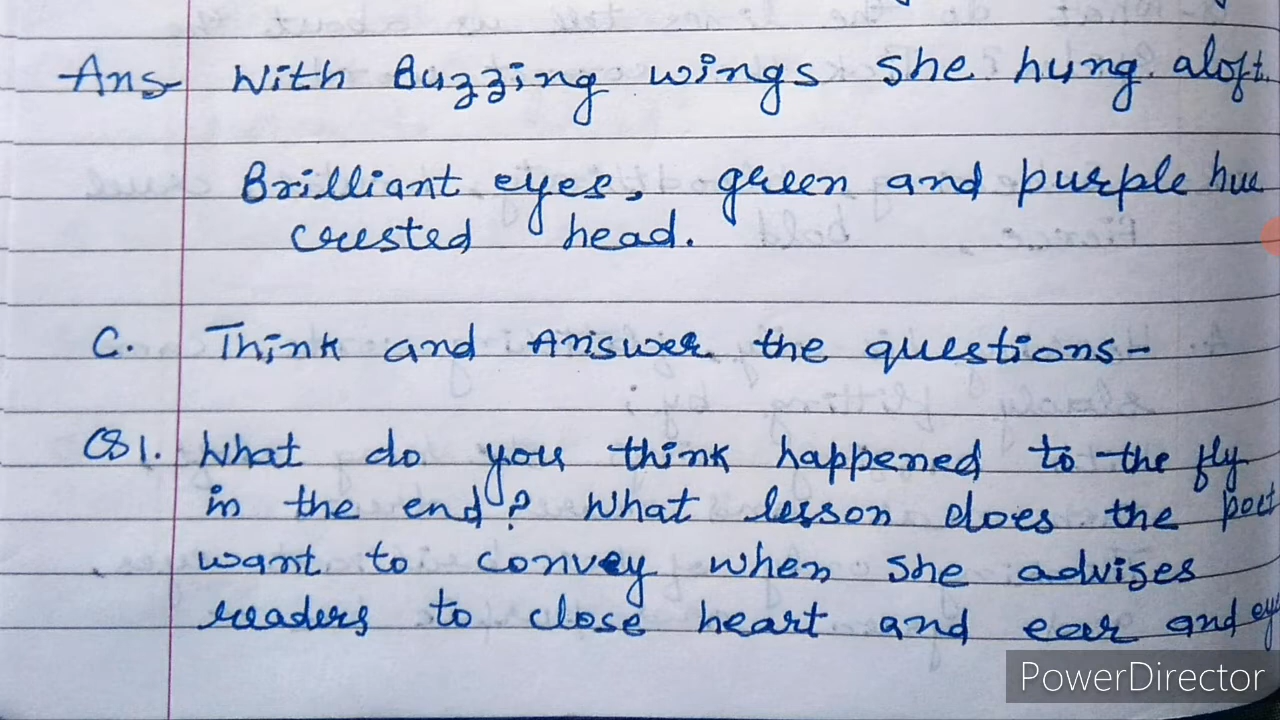 Ans- With Buzzing wings she hung aloft.
Brilliant eyes, green and purple hue
crested head.
C. Think and Answer the questions-
Q1. What do you think happened to the fly
in the end? What lesson does the poet
want to convey when she advises
readers to close heart and ear and
PowerDirector